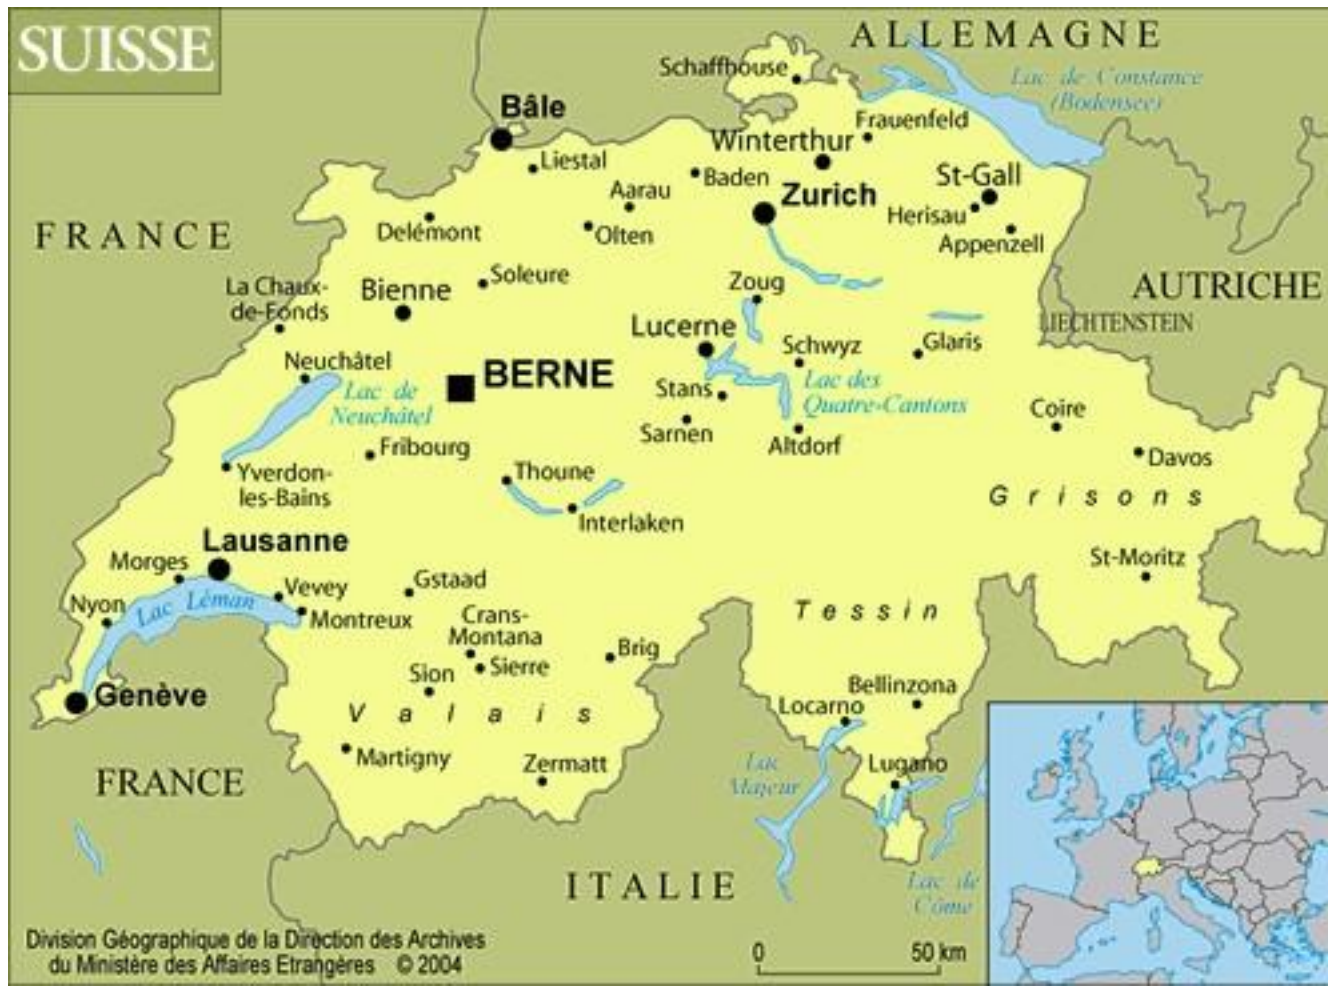 SUISSE
ALLEMAGNE
Schaffhouse
Lac de Constance
(Bodensee)
Bâle
Frauenfeld
Winterthur
Liestal
Baden
St-Gall
Aarau
Zurich
Herisau
FRANCE
Delémont
Olten
Appenzell
Soleure
La Chaux-
de-Fonds
Bienne
Zoug
AUTRICHE
LIECHTENSTEIN
Lucerne
Schwyz
Glaris
Neuchâtel
BERNE
Lac de
Neuchâtel
Stans
Lac des
Quatre-Cantons
Coire
Sarnen
Altdorf
Fribourg
Davos
Yverdon-
les-Bains
Thoune
Grisons
Interlaken
Lausanne
Morges
St-Moritz
Vevey
Gstaad
Nyon
Lac Léman
Montreux
Crans-
Montana
Tessin
Brig
Sierre
Sion
Genève
Bellinzona
Locarno
Valais
Martigny
Zermatt
Lac
Majeur
Lugano
FRANCE
ITALIE
Lac de
Côme
Division Géographique de la Direction des Archives
du Ministère des Affaires Etrangères © 2004
0 50 km